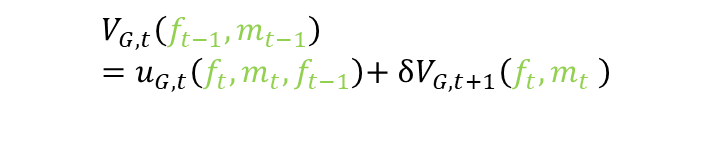 V_{G,t}(f_{t−1}, m_{t−1})
= u_{G,t}(f_t, m_t, f_{t−1})+ δV_{G,t+1}(f_t, m_t )